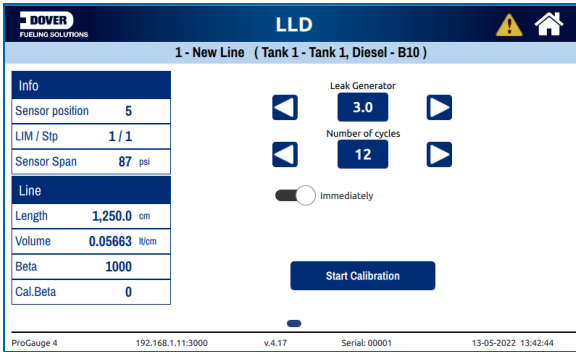 DOVER
FUELING SOLUTIONS
LLD
1 - New Line ( Tank 1 - Tank 1, Diesel - B10 )
Info
Sensor position 5
LIM / Stp 1 / 1
Sensor Span 87 psi
Line
Length 1,250.0 cm
Volume 0.05663 lt/cm
Beta 1000
Cal.Beta 0
Leak Generator
3.0
Number of cycles
12
Immediately
Start Calibration
ProGauge 4 192.168.1.11:3000 v.4.17 Serial: 00001 13-05-2022 13:42:44